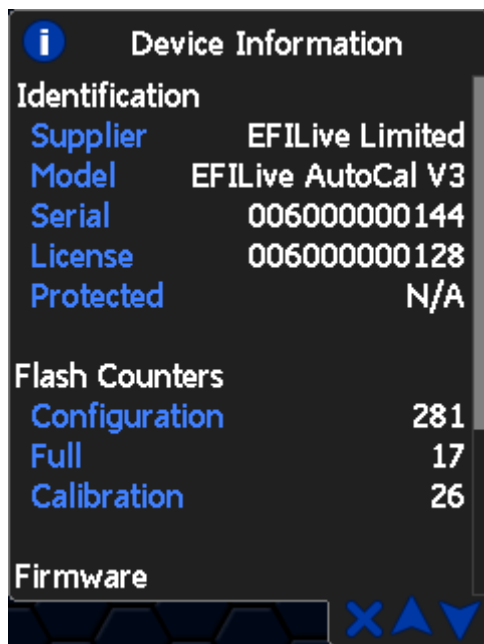 Device Information
Identification
Supplier EFILive Limited
Model EFILive AutoCal V3
Serial 006000000144
License 006000000128
Protected N/A
Flash Counters
Configuration 281
Full 17
Calibration 26
Firmware